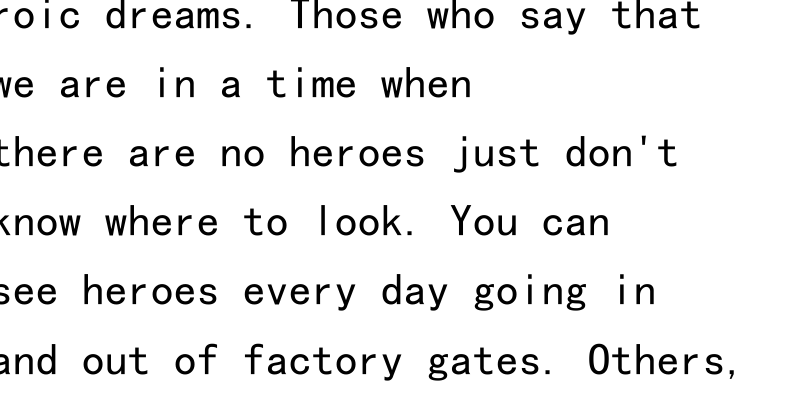 roic dreams. Those who say that
we are in a time when
there are no heroes just don't
know where to look. You can
see heroes every day going in
and out of factory gates. Others,